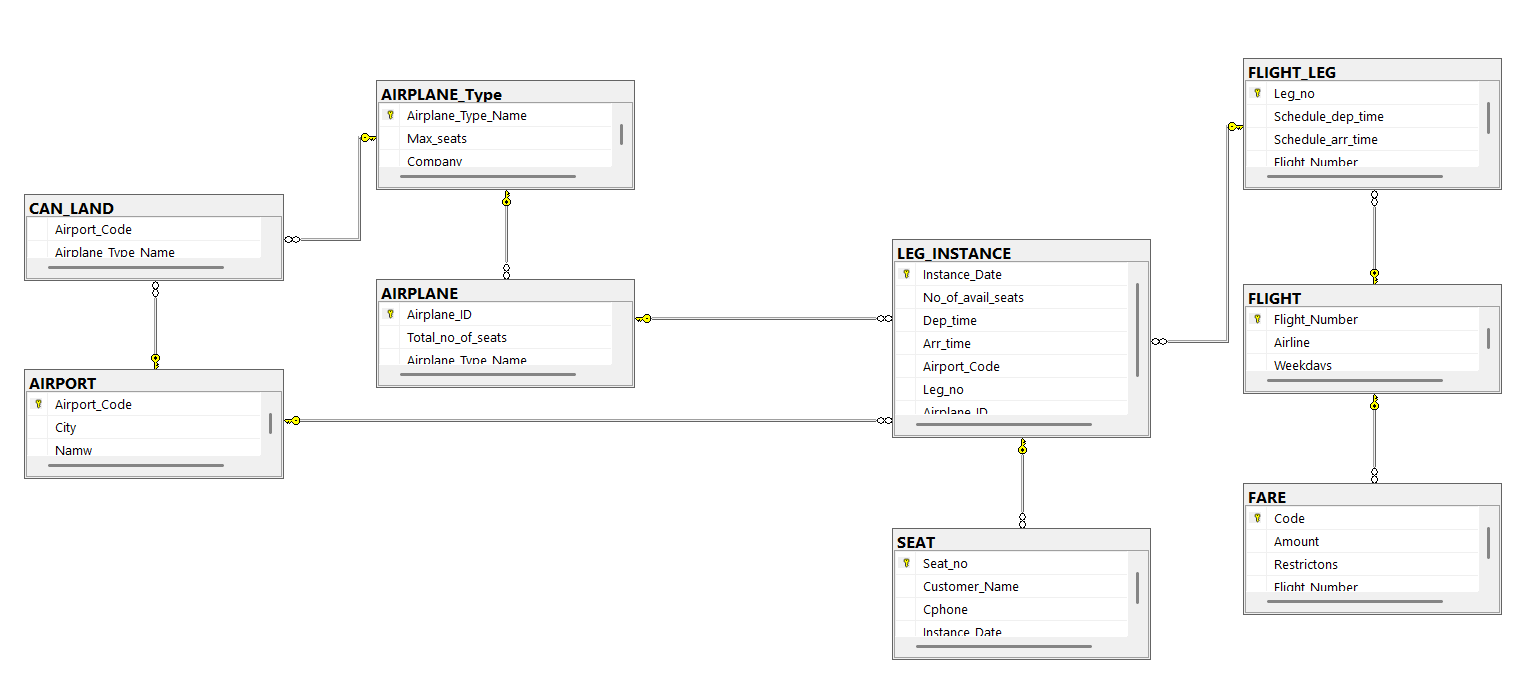 AIRPLANE_Type
Airplane_Type_Name
Max_seats
Company
CAN_LAND
Airport_Code
Airplane_Type_Name
AIRPLANE
Airplane_ID
Total_no_of_seats
Airplane_Type_Name
AIRPORT
Airport_Code
City
Namw
LEG_INSTANCE
Instance_Date
No_of_avail_seats
Dep_time
Arr_time
Airport_Code
Leg_no
Airplane_ID
SEAT
Seat_no
Customer_Name
Cphone
Instance_Date
FLIGHT_LEG
Leg_no
Schedule_dep_time
Schedule_arr_time
Flight_Number
FLIGHT
Flight_Number
Airline
Weekdays
FARE
Code
Amount
Restrictons
Flight_Number